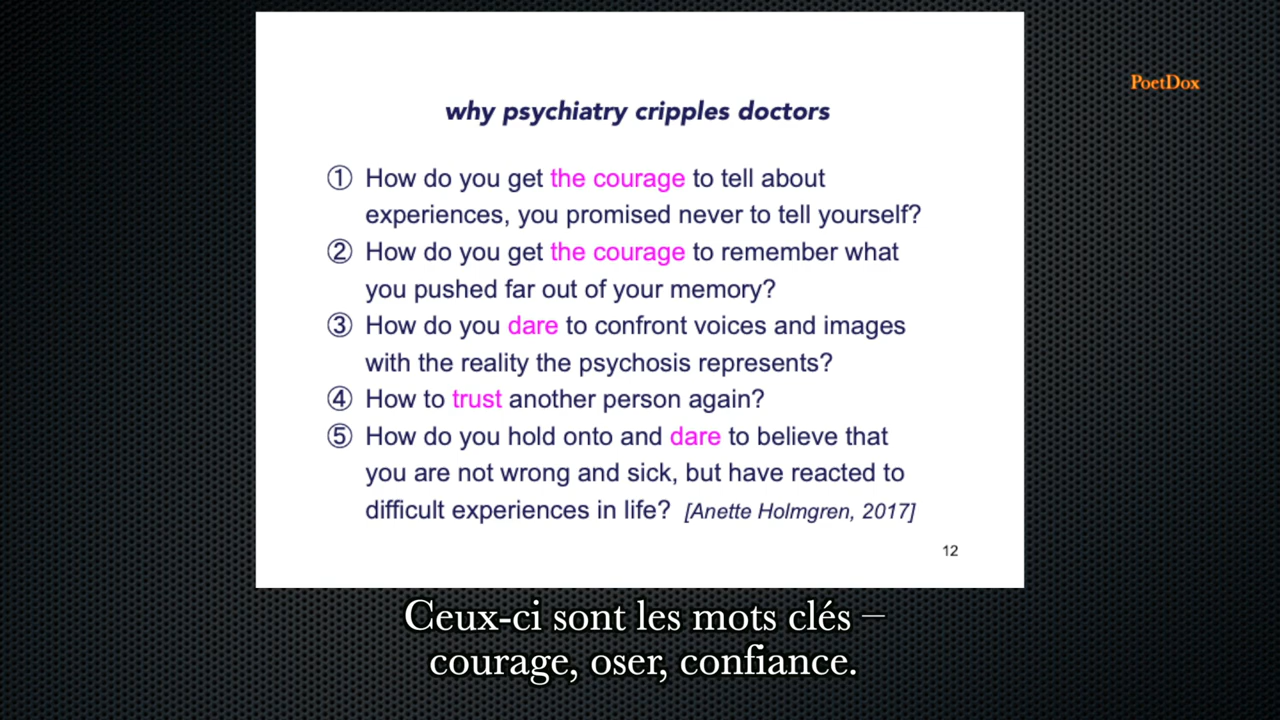 PoetDox
why psychiatry cripples doctors
① How do you get the courage to tell about
experiences, you promised never to tell yourself?
② How do you get the courage to remember what
you pushed far out of your memory?
③ How do you dare to confront voices and images
with the reality the psychosis represents?
④ How to trust another person again?
⑤ How do you hold onto and dare to believe that
you are not wrong and sick, but have reacted to
difficult experiences in life? [Anette Holmgren, 2017]
12
Ceux-ci sont les mots clés –
courage, oser, confiance.